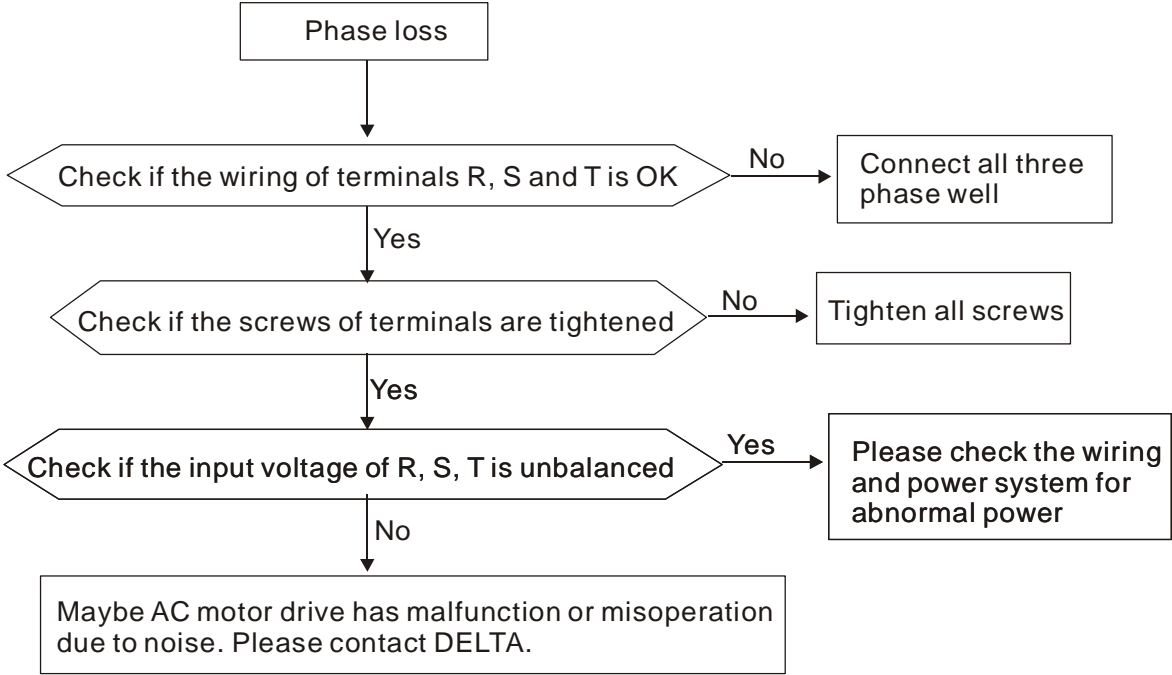 Phase loss
Check if the wiring of terminals R, S and T is OK
No
Connect all three
phase well
Yes
Check if the screws of terminals are tightened
No
Tighten all screws
Yes
Check if the input voltage of R, S, T is unbalanced
Yes
Please check the wiring
and power system for
abnormal power
No
Maybe AC motor drive has malfunction or misoperation
due to noise. Please contact DELTA.